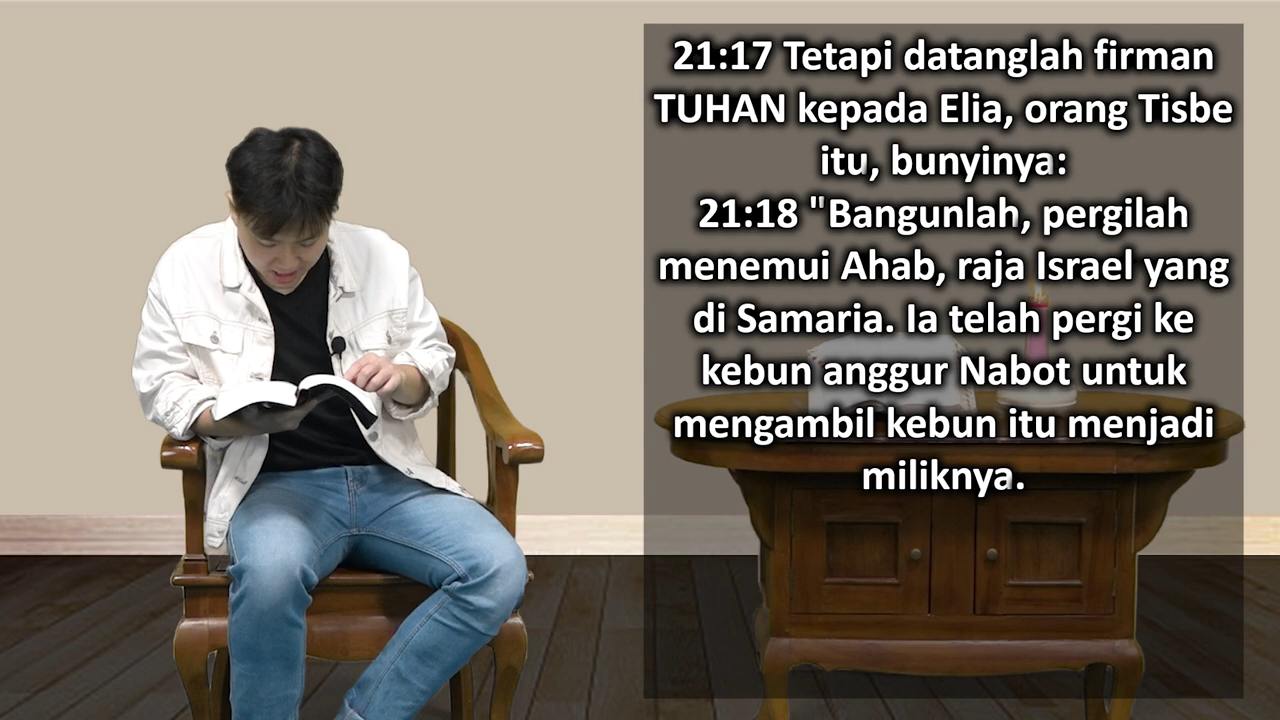 21:17 Tetapi datanglah firman
TUHAN kepada Elia, orang Tisbe
itu, bunyinya:
21:18 "Bangunlah, pergilah
menemui Ahab, raja Israel yang
di Samaria. Ia telah pergi ke
kebun anggur Nabot untuk
mengambil kebun itu menjadi
miliknya.